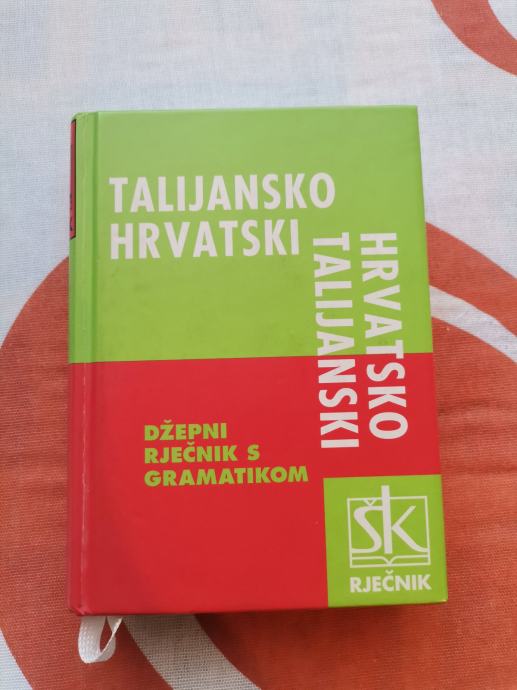 TALIJANSKO
HRVATSKI
HRVATSKO
TALIJANSKI
DŽEPNI
RJEČNIK S
GRAMATIKOM
ŠK
RJEČNIK